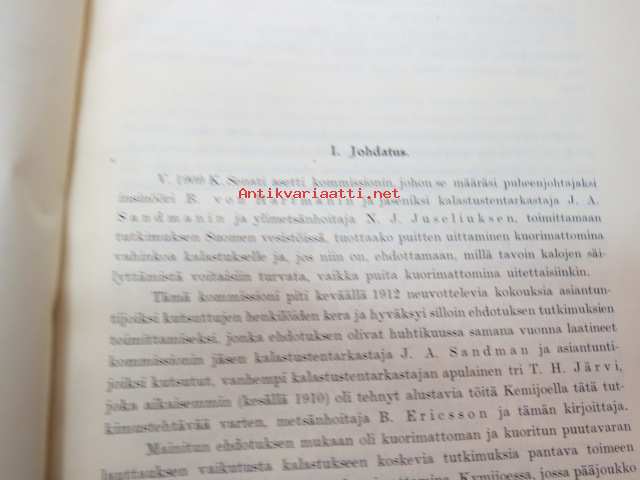 I. Johdatus.
V. 1909 K. Senati asetti kommissionin, johon se määräsi puheenjohtajaksi
Antikvariaatti.net
insinööri B. von Hartmanin ja jäseniksi kalastustentarkastaja J. A.
Sandmanin ja ylimetsänhoitaja N. J. Juseliuksen, toimittamaan
tutkimuksen Suomen vesistöissä, tuottaako puitten uittaminen kuorimattomina
vahinkoa kalastukselle ja, jos niin on, ehdottamaan, millä tavoin kalojen säi-
lyttämistä voitaisiin turvata, vaikka puita kuorimattomina uitettaisiinkin.
Tämä kommissioni piti keväällä 1912 neuvottelevia kokouksia asiantun-
tijoiksi kutsuttujen henkilöiden kera ja hyväksyi silloin ehdotuksen tutkimuksien
toimittamiseksi, jonka ehdotuksen olivat huhtikuussa samana vuonna laatineet
kommissionin jäsen kalastustentarkastaja J. A. Sandman ja asiantunti-
joiksi kutsutut, vanhempi kalastustentarkastajan apulainen tri T. H. Järvi,
joka aikaisemmin (kesällä 1910) oli tehnyt alustavia töitä Kemijoella tätä tut-
kimustehtävää varten, metsänhoitaja B. Ericsson ja tämän kirjoittaja.
Mainitun ehdotuksen mukaan oli kuorimattoman ja kuoritun puutavaran
lauttauksen vaikutusta kalastukseen koskevia tutkimuksia pantava toimeen
Kymijoessa, jossa pääjoukko
Antikvariaatti.net